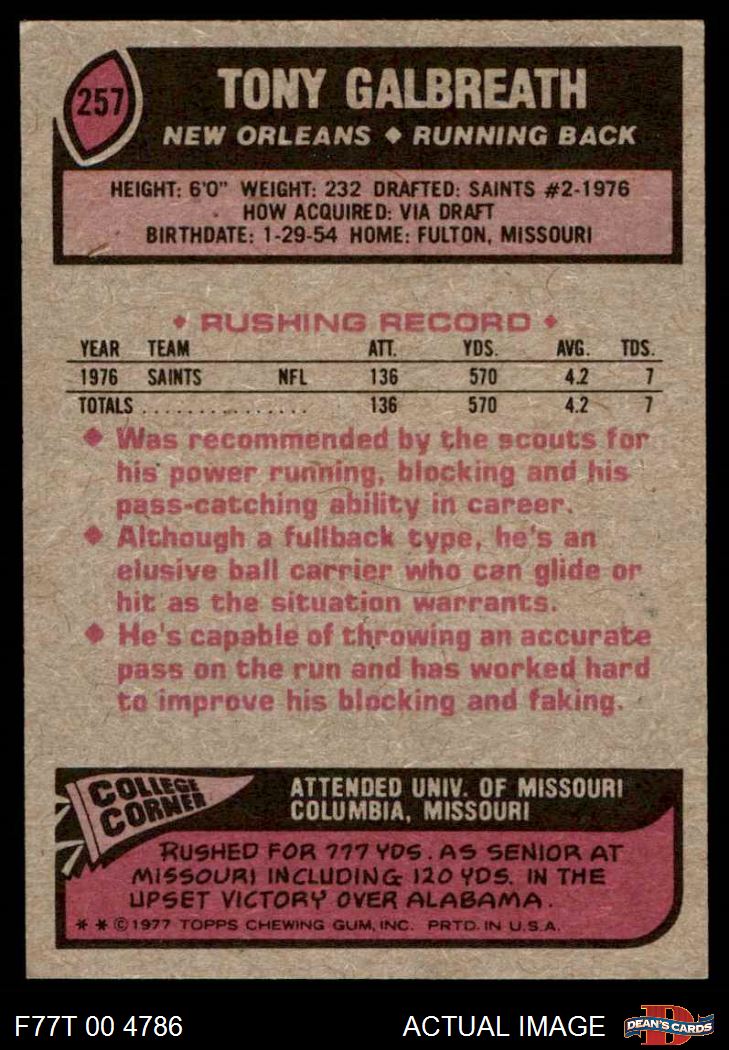 257
TONY GALBREATH
NEW ORLEANS ♦ RUNNING BACK
HEIGHT: 6'0" WEIGHT: 232 DRAFTED: SAINTS #2-1976
HOW ACQUIRED: VIA DRAFT
BIRTHDATE: 1-29-54 HOME: FULTON, MISSOURI
♦ RUSHING RECORD ♦
YEAR TEAM ATT. YDS. AVG. TDS.
1976 SAINTS NFL 136 570 4.2 7
TOTALS ............... 136 570 4.2 7
♦ Was recommended by the scouts for
his power running, blocking and his
pass-catching ability in career.
♦ Although a fullback type, he's an
elusive ball carrier who can glide or
hit as the situation warrants.
♦ He's capable of throwing an accurate
pass on the run and has worked hard
to improve his blocking and faking.
COLLEGE
CORNER
ATTENDED UNIV. OF MISSOURI
COLUMBIA, MISSOURI
RUSHED FOR 777 YDS. AS SENIOR AT
MISSOURI INCLUDING 120 YDS. IN THE
UPSET VICTORY OVER ALABAMA.
* * © 1977 TOPPS CHEWING GUM, INC. PRTD. IN U.S.A.
F77T 00 4786
ACTUAL IMAGE
D
DEAN'S CARDS